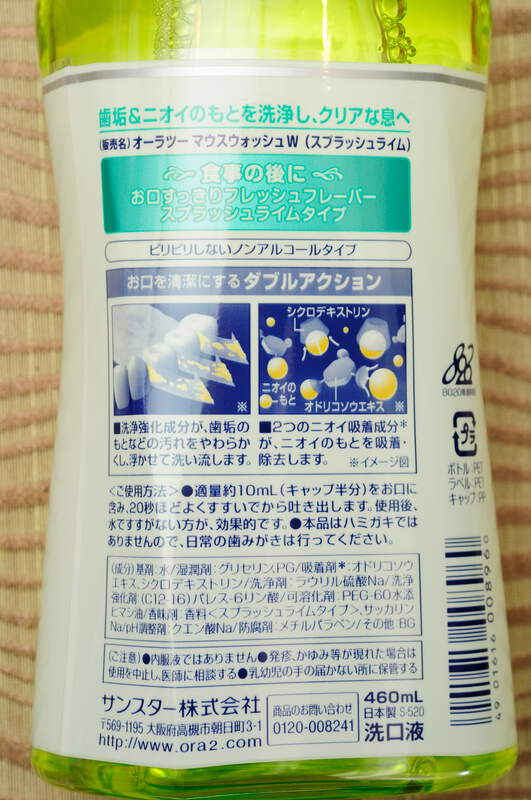 歯垢&ニオイのもとを洗浄し、クリアな息へ
(販売名) オーラツー マウスウォッシュW (スプラッシュライム)
食事の後に
お口すっきりフレッシュフレーバー
スプラッシュライムタイプ
ピリピリしないノンアルコールタイプ
お口を清潔にするダブルアクション
※
■洗浄強化成分が、歯垢の
もとなどの汚れをやわらか
くし、浮かせて洗い流します。
シクロデキストリン
ニオイの
もと
オドリコソウエキス
※
■2つのニオイ吸着成分*
が、ニオイのもとを吸着・
除去します。 ※イメージ図
<ご使用方法> ●適量約10mL(キャップ半分)をお口に
含み、20秒ほどよくすすいでから吐き出します。使用後、
水ですすがない方が、効果的です。●本品はハミガキでは
ありませんので、日常の歯みがきは行ってください。
(成分)基剤:水/湿潤剤:グリセリン,PG/吸着剤*:オドリコソウ
エキス,シクロデキストリン/洗浄剤:ラウリル硫酸Na/洗浄
強化剤:(C12-16)パレス-6リン酸/可溶化剤:PEG-60水添
ヒマシ油/香味剤:香料<スプラッシュライムタイプ>,サッカリン
Na/pH調整剤:クエン酸Na/防腐剤:メチルパラベン/その他:BG
(ご注意) ●内服液ではありません ●発疹、かゆみ等が現れた場合は
使用を中止し、医師に相談する ●乳幼児の手の届かない所に保管する
サンスター株式会社
〒569-1195 大阪府高槻市朝日町3-1
http://www.ora2.com/
商品のお問い合わせ
0120-008241
460mL
日本製 S-520
洗口液
8020
プラ
ボトル:PET
ラベル:PE
キャップ:PP
4901616008960